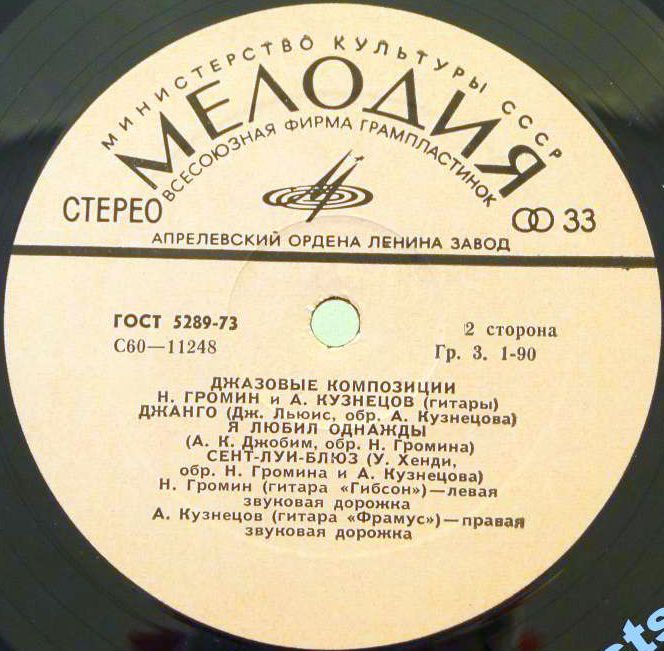 МИНИСТЕРСТВО КУЛЬТУРЫ СССР
МЕЛОДИЯ
ВСЕСОЮЗНАЯ ФИРМА ГРАМПЛАСТИНОК
СТЕРЕО
33
АПРЕЛЕВСКИЙ ОРДЕНА ЛЕНИНА ЗАВОД
ГОСТ 5289-73
2 сторона
С60—11248
Гр. 3. 1-90
ДЖАЗОВЫЕ КОМПОЗИЦИИ
Н. ГРОМИН и А. КУЗНЕЦОВ (гитары)
ДЖАНГО (Дж. Льюис, обр. А. Кузнецова)
Я ЛЮБИЛ ОДНАЖДЫ
(А. К. Джобим, обр. Н. Громина)
СЕНТ-ЛУИ-БЛЮЗ (У. Хенди,
обр. Н. Громина и А. Кузнецова)
Н. Громин (гитара «Гибсон»)—левая
звуковая дорожка
А. Кузнецов (гитара «Фрамус»)—правая
звуковая дорожка